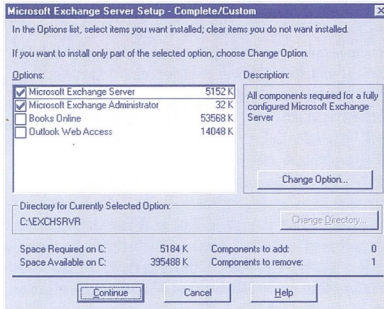 Microsoft Exchange Server Setup - Complete/Custom
In the Options list, select items you want installed; clear items you do not want installed.
If you want to install only part of the selected option, choose Change Option.
Options:
Microsoft Exchange Server 5152 K
Microsoft Exchange Administrator 32 K
Books Online 53568 K
Outlook Web Access 14048 K
Description:
All components required for a fully
configured Microsoft Exchange
Server
Change Option...
Directory for Currently Selected Option:
C:\EXCHSRVR
Change Directory...
Space Required on C: 5184 K
Components to add: 0
Space Available on C: 395488 K
Components to remove: 1
Continue
Cancel
Help